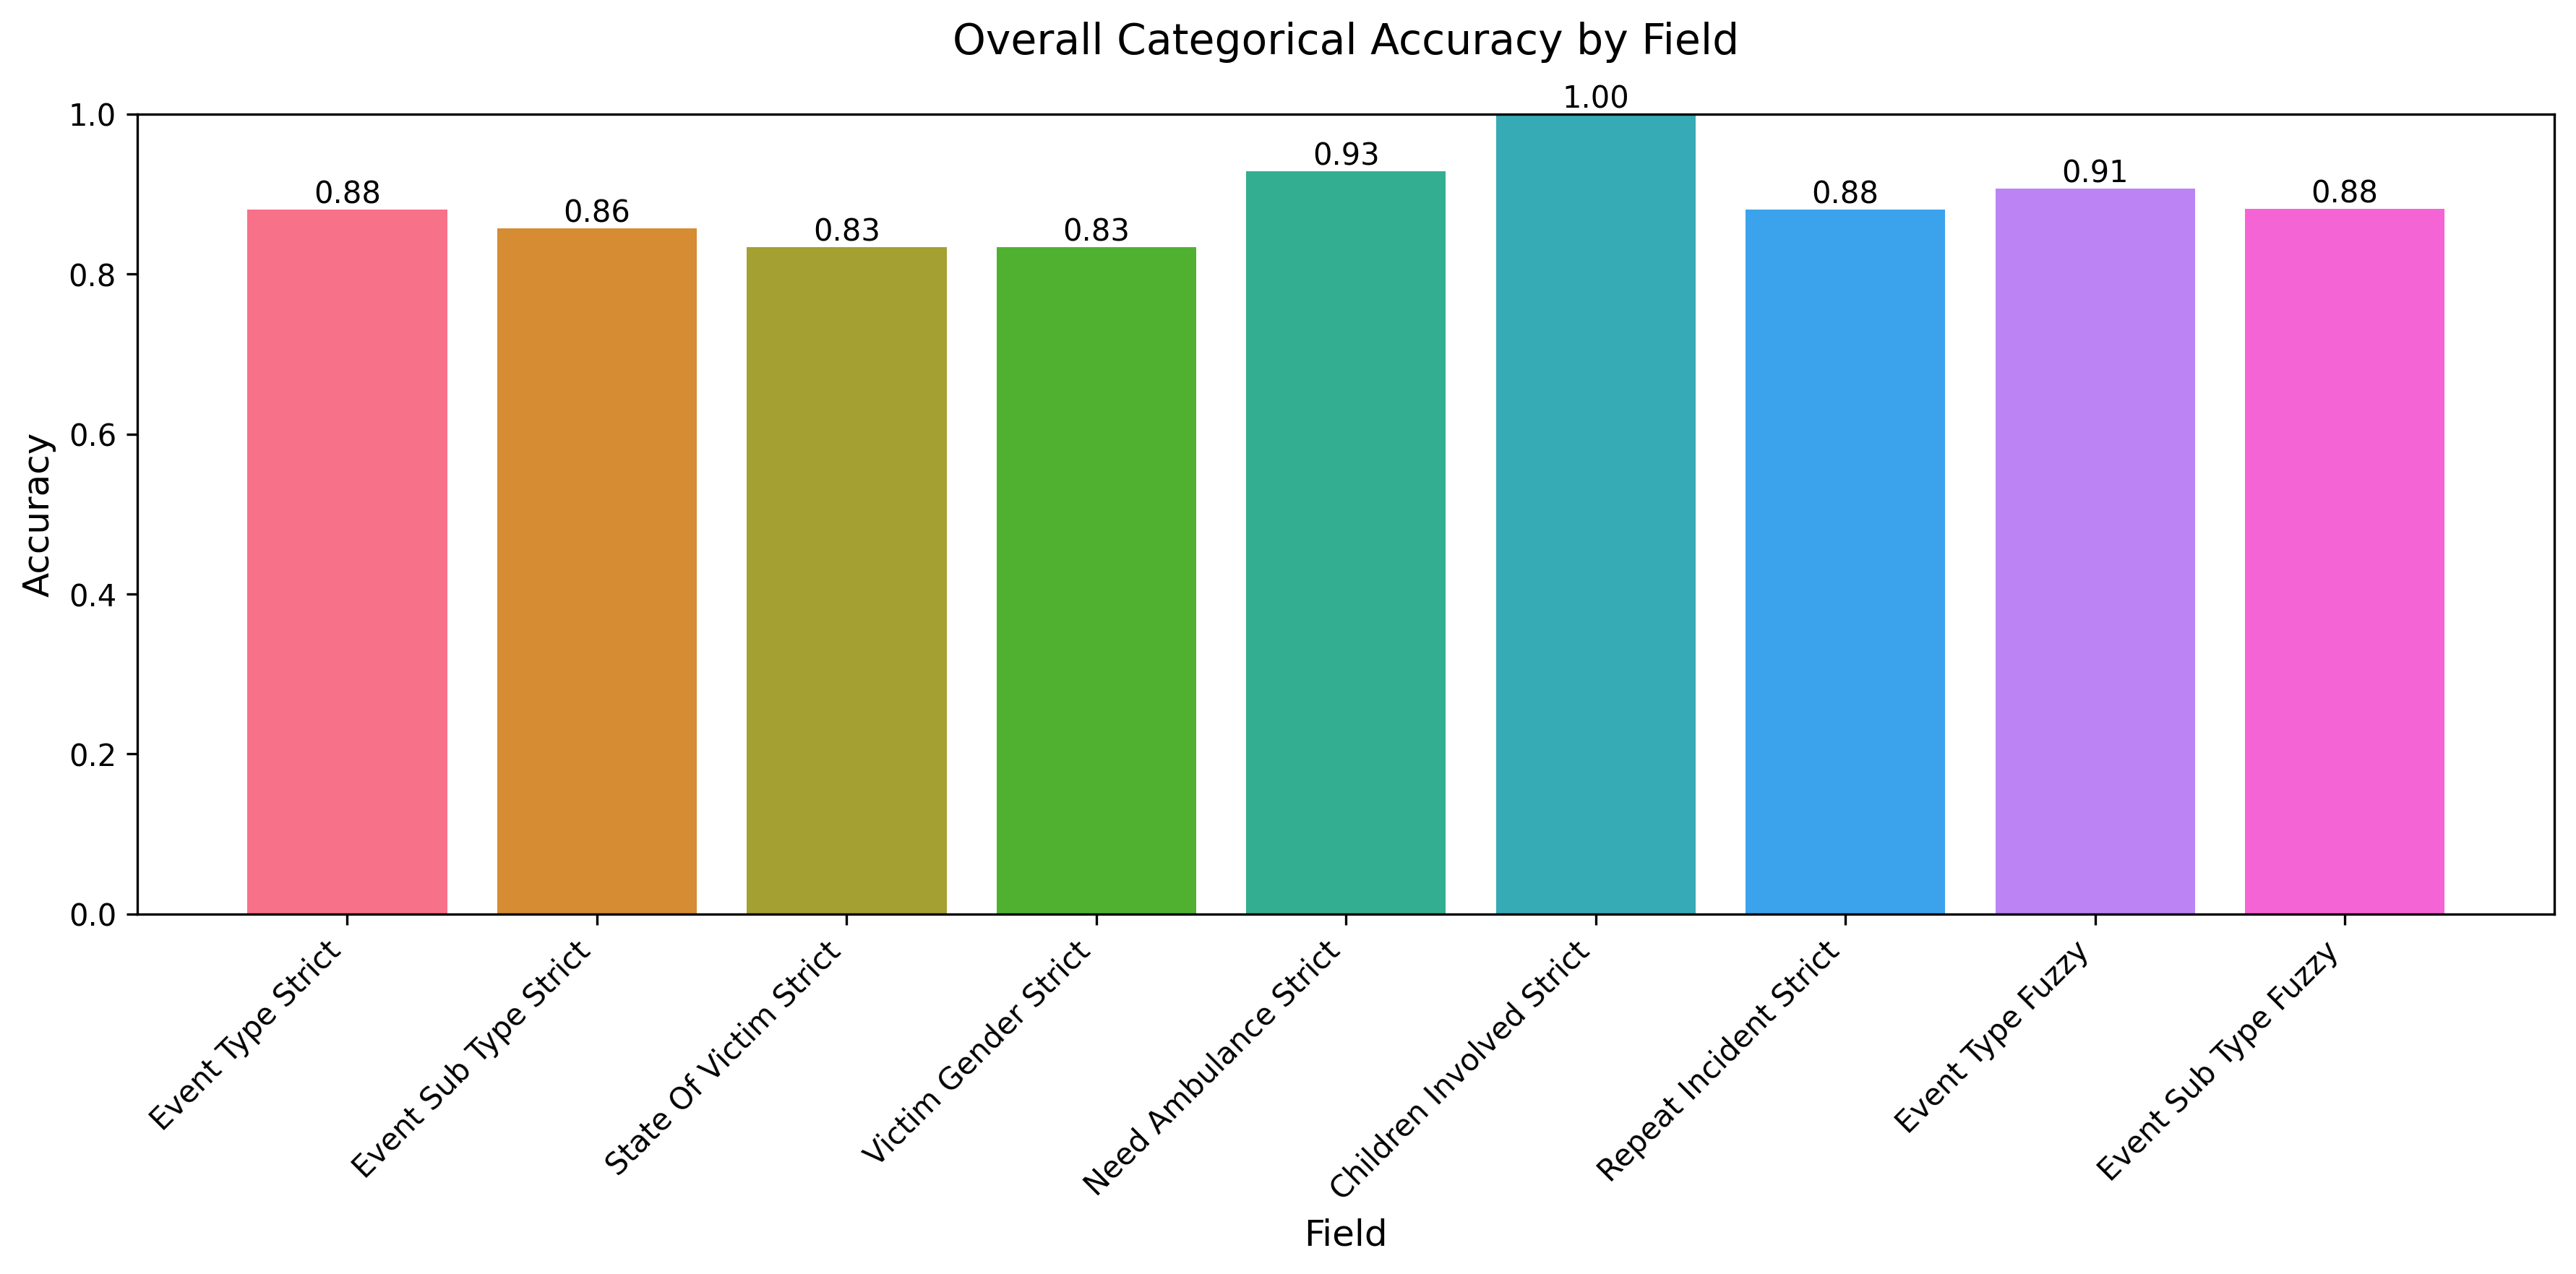 Overall Categorical Accuracy by Field
1.00
0.93
0.91
0.88
0.88
0.88
0.86
0.83
0.83
1.0
0.8
0.6
0.4
0.2
0.0
Accuracy
Event Type Strict
Event Sub Type Strict
State Of Victim Strict
Victim Gender Strict
Need Ambulance Strict
Children Involved Strict
Repeat Incident Strict
Event Type Fuzzy
Event Sub Type Fuzzy
Field